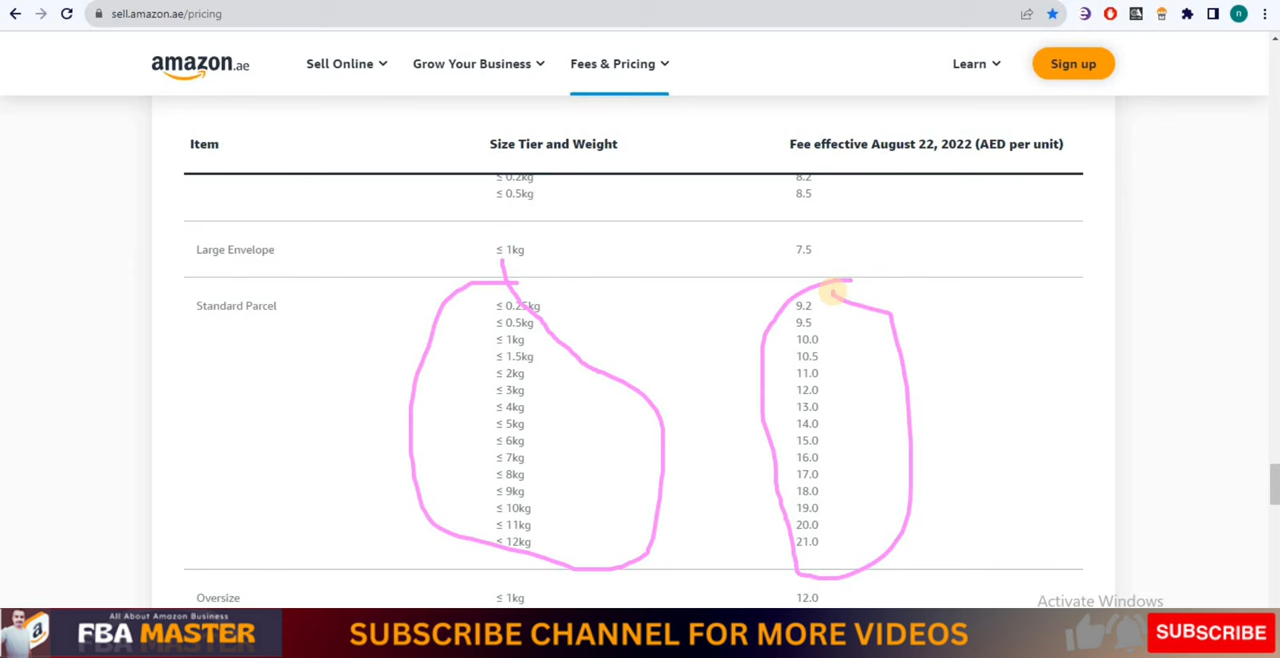 sell.amazon.ae/pricing
n
amazon.ae
Sell Online
Grow Your Business
Fees & Pricing
Learn
Sign up
Item Size Tier and Weight Fee effective August 22, 2022 (AED per unit)
≤ 0.2kg 8.2
≤ 0.5kg 8.5
Large Envelope ≤ 1kg 7.5
Standard Parcel ≤ 0.25kg 9.2
≤ 0.5kg 9.5
≤ 1kg 10.0
≤ 1.5kg 10.5
≤ 2kg 11.0
≤ 3kg 12.0
≤ 4kg 13.0
≤ 5kg 14.0
≤ 6kg 15.0
≤ 7kg 16.0
≤ 8kg 17.0
≤ 9kg 18.0
≤ 10kg 19.0
≤ 11kg 20.0
≤ 12kg 21.0
Oversize ≤ 1kg 12.0
Activate Windows
All About Amazon Business
FBA MASTER
SUBSCRIBE CHANNEL FOR MORE VIDEOS
SUBSCRIBE